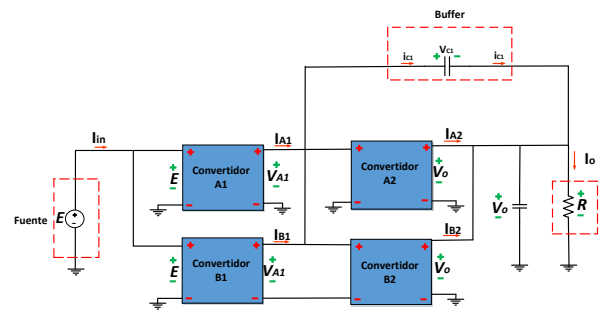 Buffer
iC1 + VC1 - iC1
Iin
IA1
IA2
Io
+ + + + + +
E
Convertidor
A1
VA1
Convertidor
A2
Vo
- - - - - -
Fuente
E
+
-
Vo
+
-
R
+
-
IB1
IB2
+ + + + + +
E
Convertidor
B1
VA1
Convertidor
B2
Vo
- - - - - -